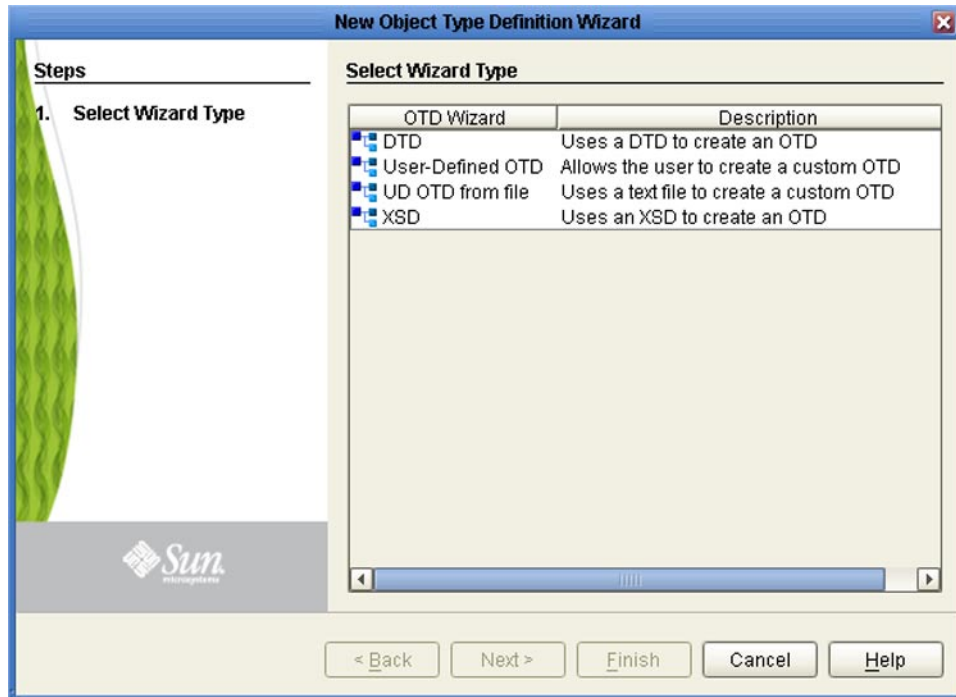 New Object Type Definition Wizard
Steps
1. Select Wizard Type
Select Wizard Type
OTD Wizard Description
DTD Uses a DTD to create an OTD
User-Defined OTD Allows the user to create a custom OTD
UD OTD from file Uses a text file to create a custom OTD
XSD Uses an XSD to create an OTD
Sun
microsystems
< Back Next > Finish Cancel Help